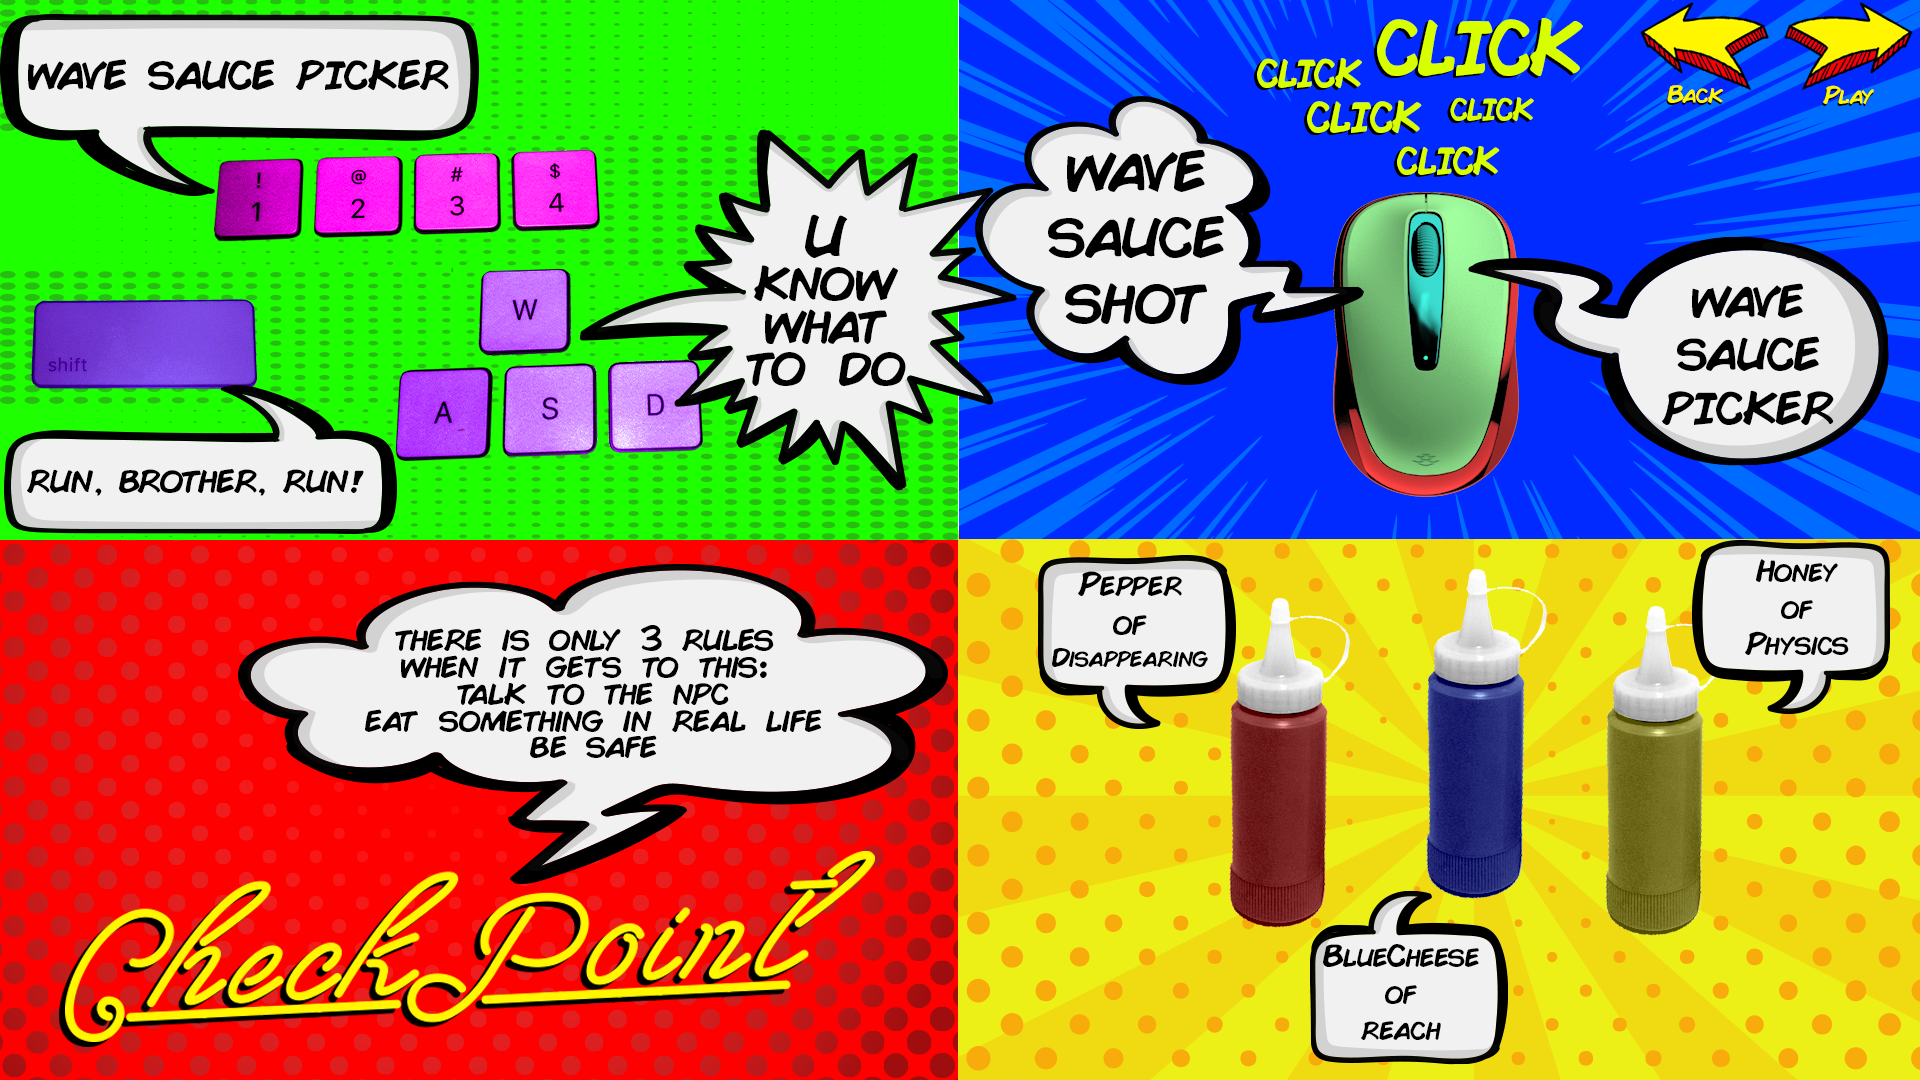 WAVE SAUCE PICKER
! 1
@ 2
# 3
$ 4
W
A
S
D
shift
U
KNOW
WHAT
TO DO
RUN, BROTHER, RUN!
CLICK
CLICK
CLICK
CLICK
CLICK
BACK
PLAY
WAVE
SAUCE
SHOT
WAVE
SAUCE
PICKER
THERE IS ONLY 3 RULES
WHEN IT GETS TO THIS:
TALK TO THE NPC
EAT SOMETHING IN REAL LIFE
BE SAFE
Check Point
PEPPER
OF
DISAPPEARING
HONEY
OF
PHYSICS
BLUECHEESE
OF
REACH